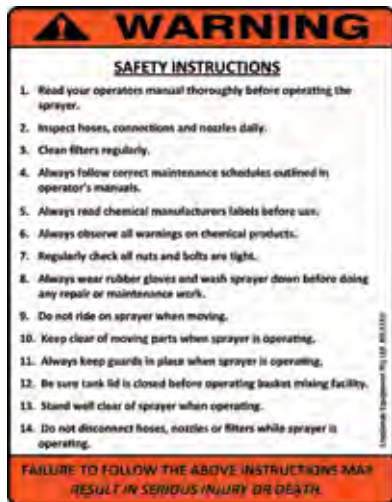 WARNING
SAFETY INSTRUCTIONS
1. Read your operators manual thoroughly before operating the
sprayer.
2. Inspect hoses, connections and nozzles daily.
3. Clean filters regularly.
4. Always follow correct maintenance schedules outlined in
operator's manuals.
5. Always read chemical manufacturers labels before use.
6. Always observe all warnings on chemical products.
7. Regularly check all nuts and bolts are tight.
8. Always wear rubber gloves and wash sprayer down before doing
any repair or maintenance work.
9. Do not ride on sprayer when moving.
10. Keep clear of moving parts when sprayer is operating.
11. Always keep guards in place when sprayer is operating.
12. Be sure tank lid is closed before operating basket mixing facility.
13. Stand well clear of sprayer when operating.
14. Do not disconnect hoses, nozzles or filters while sprayer is
operating.
FAILURE TO FOLLOW THE ABOVE INSTRUCTIONS MAY
RESULT IN SERIOUS INJURY OR DEATH.